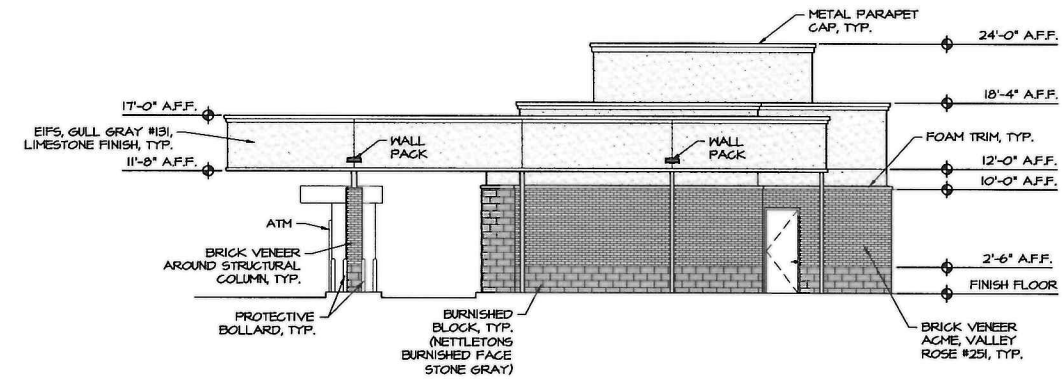 METAL PARAPET
CAP, TYP.
24'-0" A.F.F.
18'-4" A.F.F.
17'-0" A.F.F.
EIFS, GULL GRAY #131,
LIMESTONE FINISH, TYP.
11'-8" A.F.F.
WALL
PACK
WALL
PACK
FOAM TRIM, TYP.
12'-0" A.F.F.
10'-0" A.F.F.
ATM
BRICK VENEER
AROUND STRUCTURAL
COLUMN, TYP.
2'-6" A.F.F.
FINISH FLOOR
PROTECTIVE
BOLLARD, TYP.
BURNISHED
BLOCK, TYP.
(NETTLETONS
BURNISHED FACE
STONE GRAY)
BRICK VENEER
ACME, VALLEY
ROSE #251, TYP.